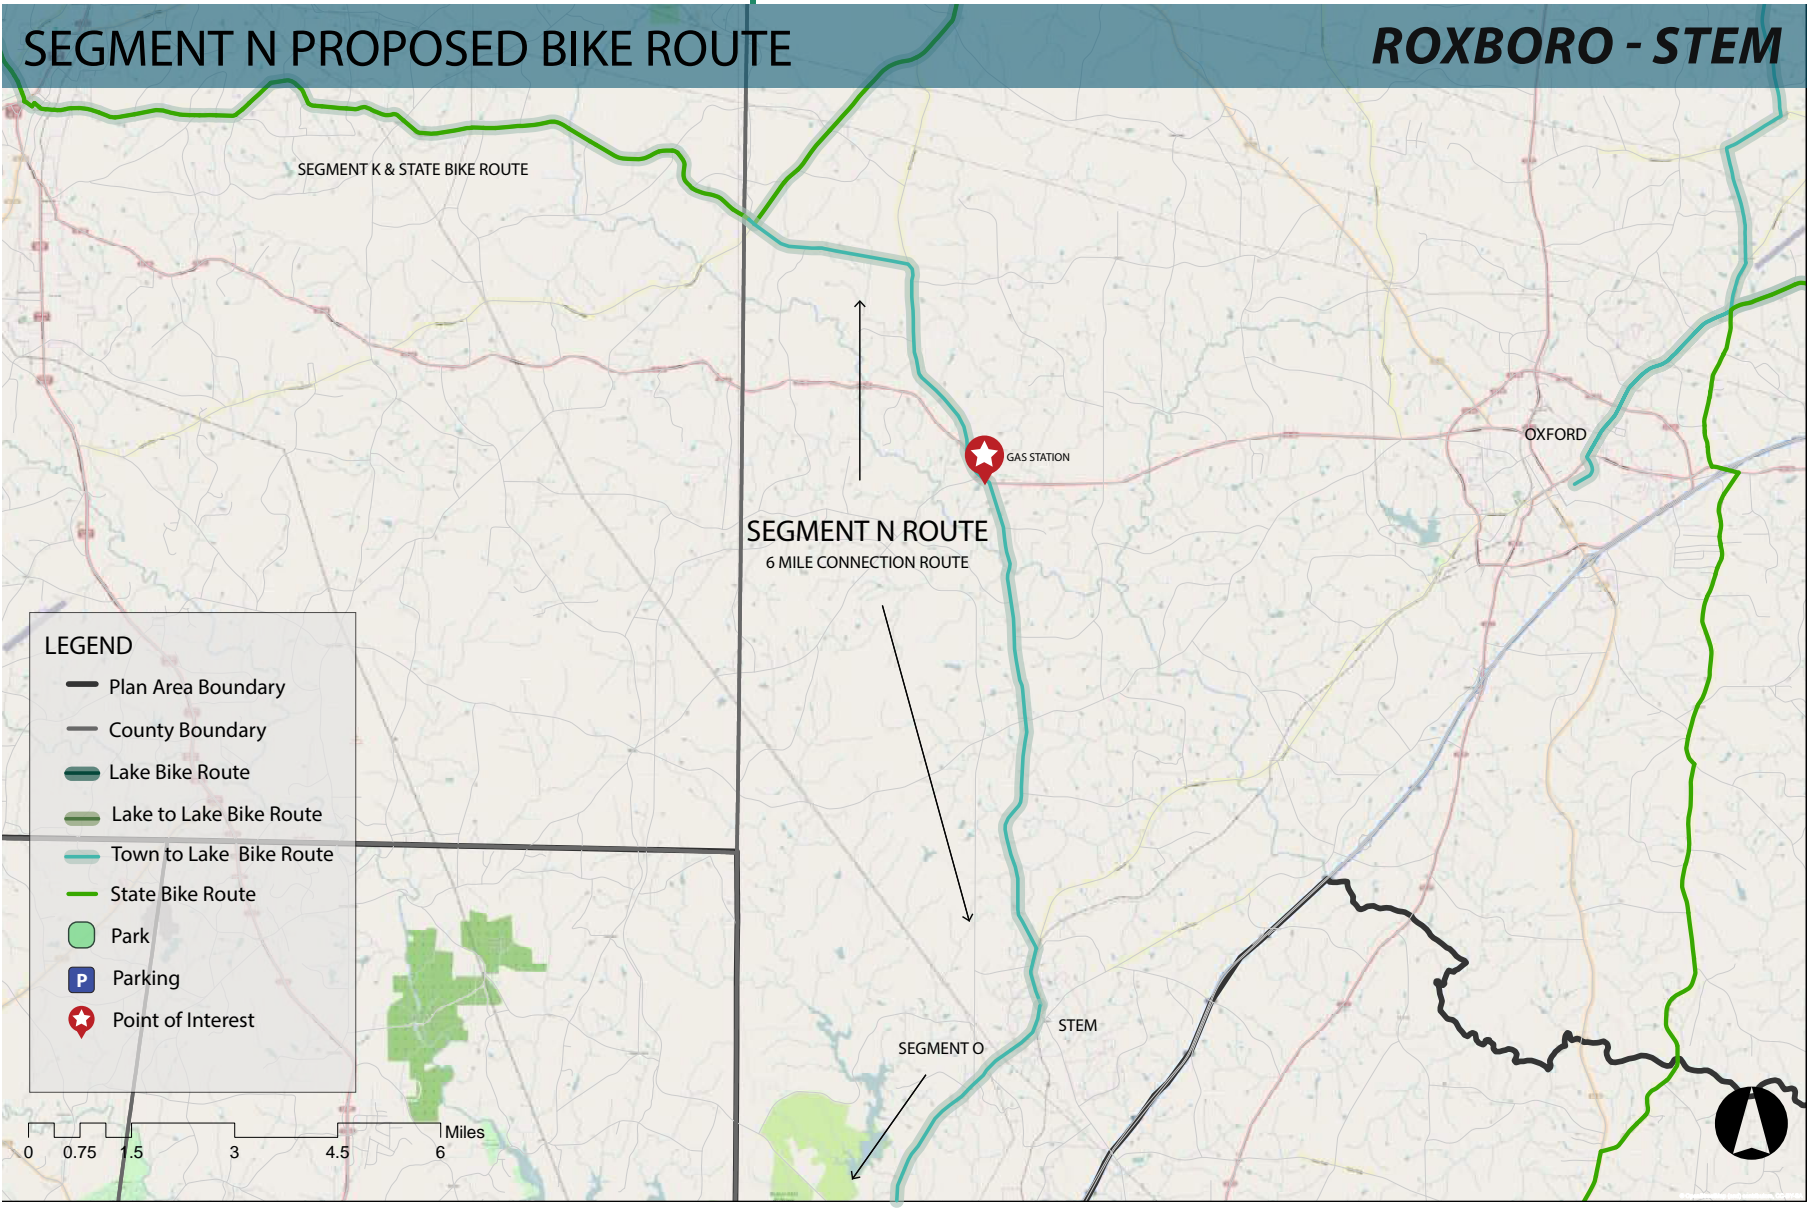 SEGMENT N PROPOSED BIKE ROUTE
ROXBORO - STEM
SEGMENT K & STATE BIKE ROUTE
OXFORD
GAS STATION
SEGMENT N ROUTE
6 MILE CONNECTION ROUTE
LEGEND
Plan Area Boundary
County Boundary
Lake Bike Route
Lake to Lake Bike Route
Town to Lake Bike Route
State Bike Route
Park
P Parking
Point of Interest
STEM
SEGMENT O
Miles
0 0.75 1.5 3 4.5 6